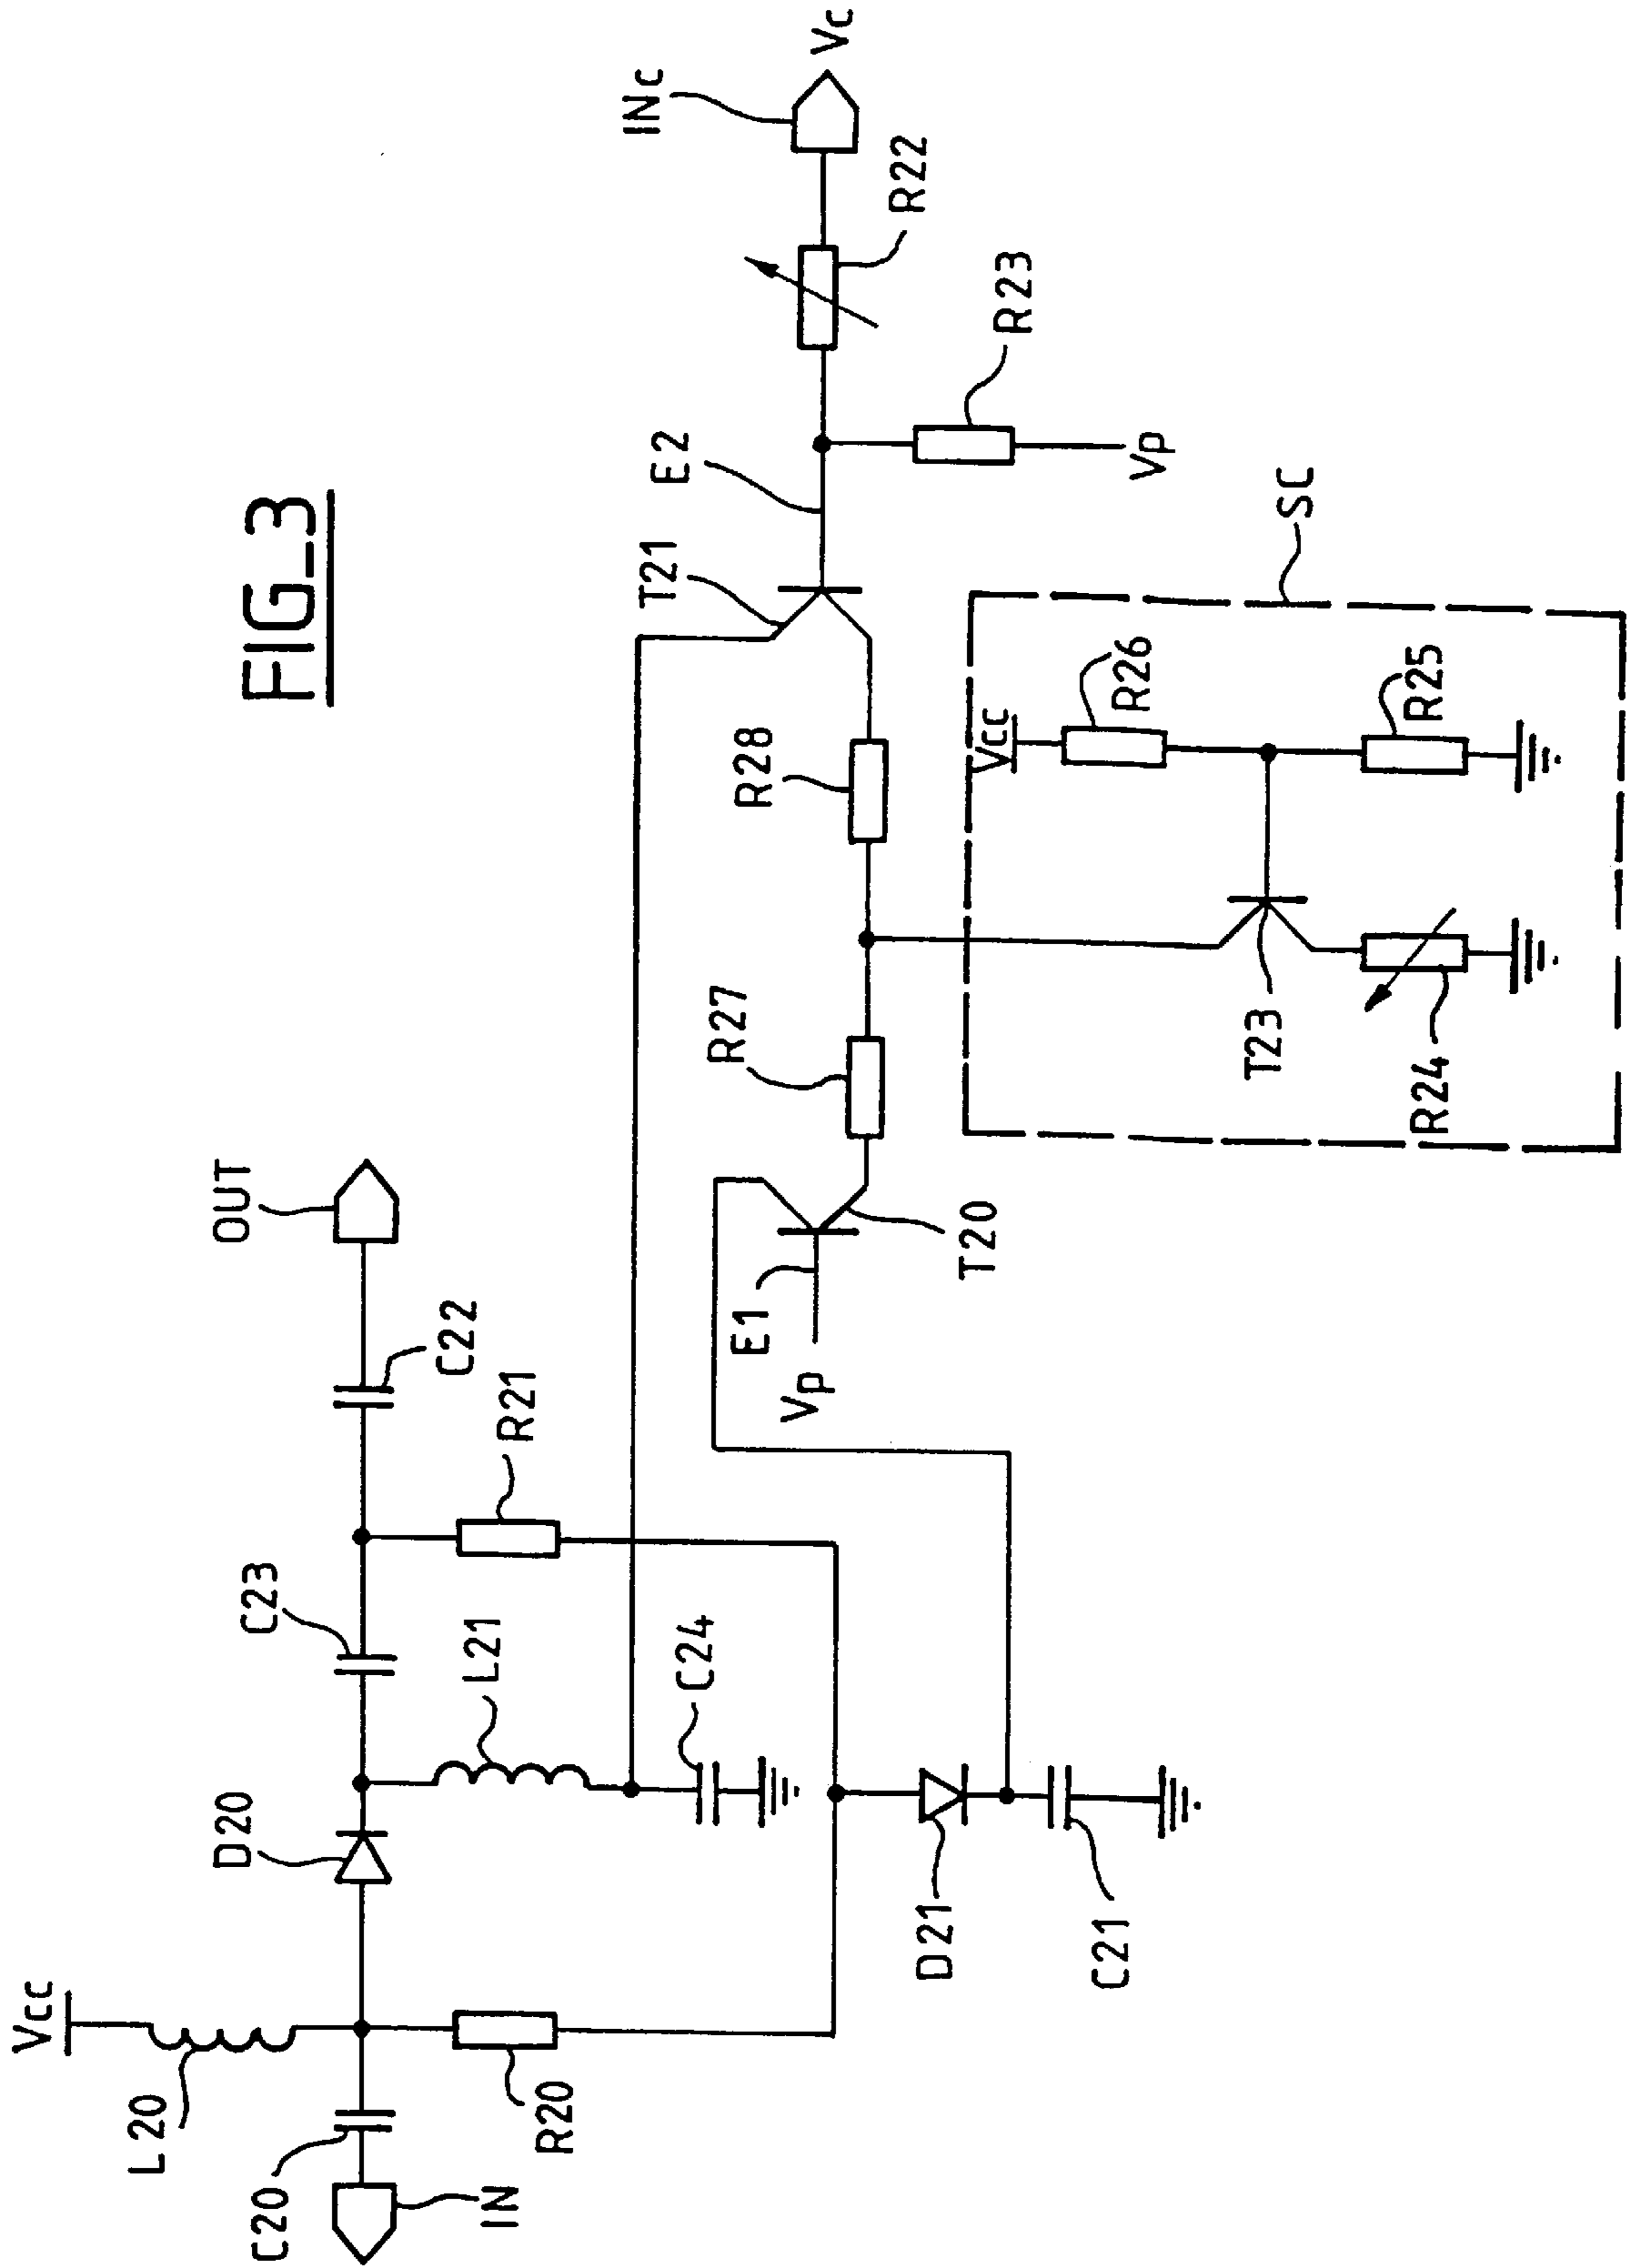 FIG_3
Vcc
L20
C20
IN
R20
D20
C23
L21
C24
R21
C22
OUT
D21
C21
Vp
E1
T20
R27
R28
T21
E2
INc
Vc
R22
R23
Vp
SC
Vcc
R26
R25
T23
R24